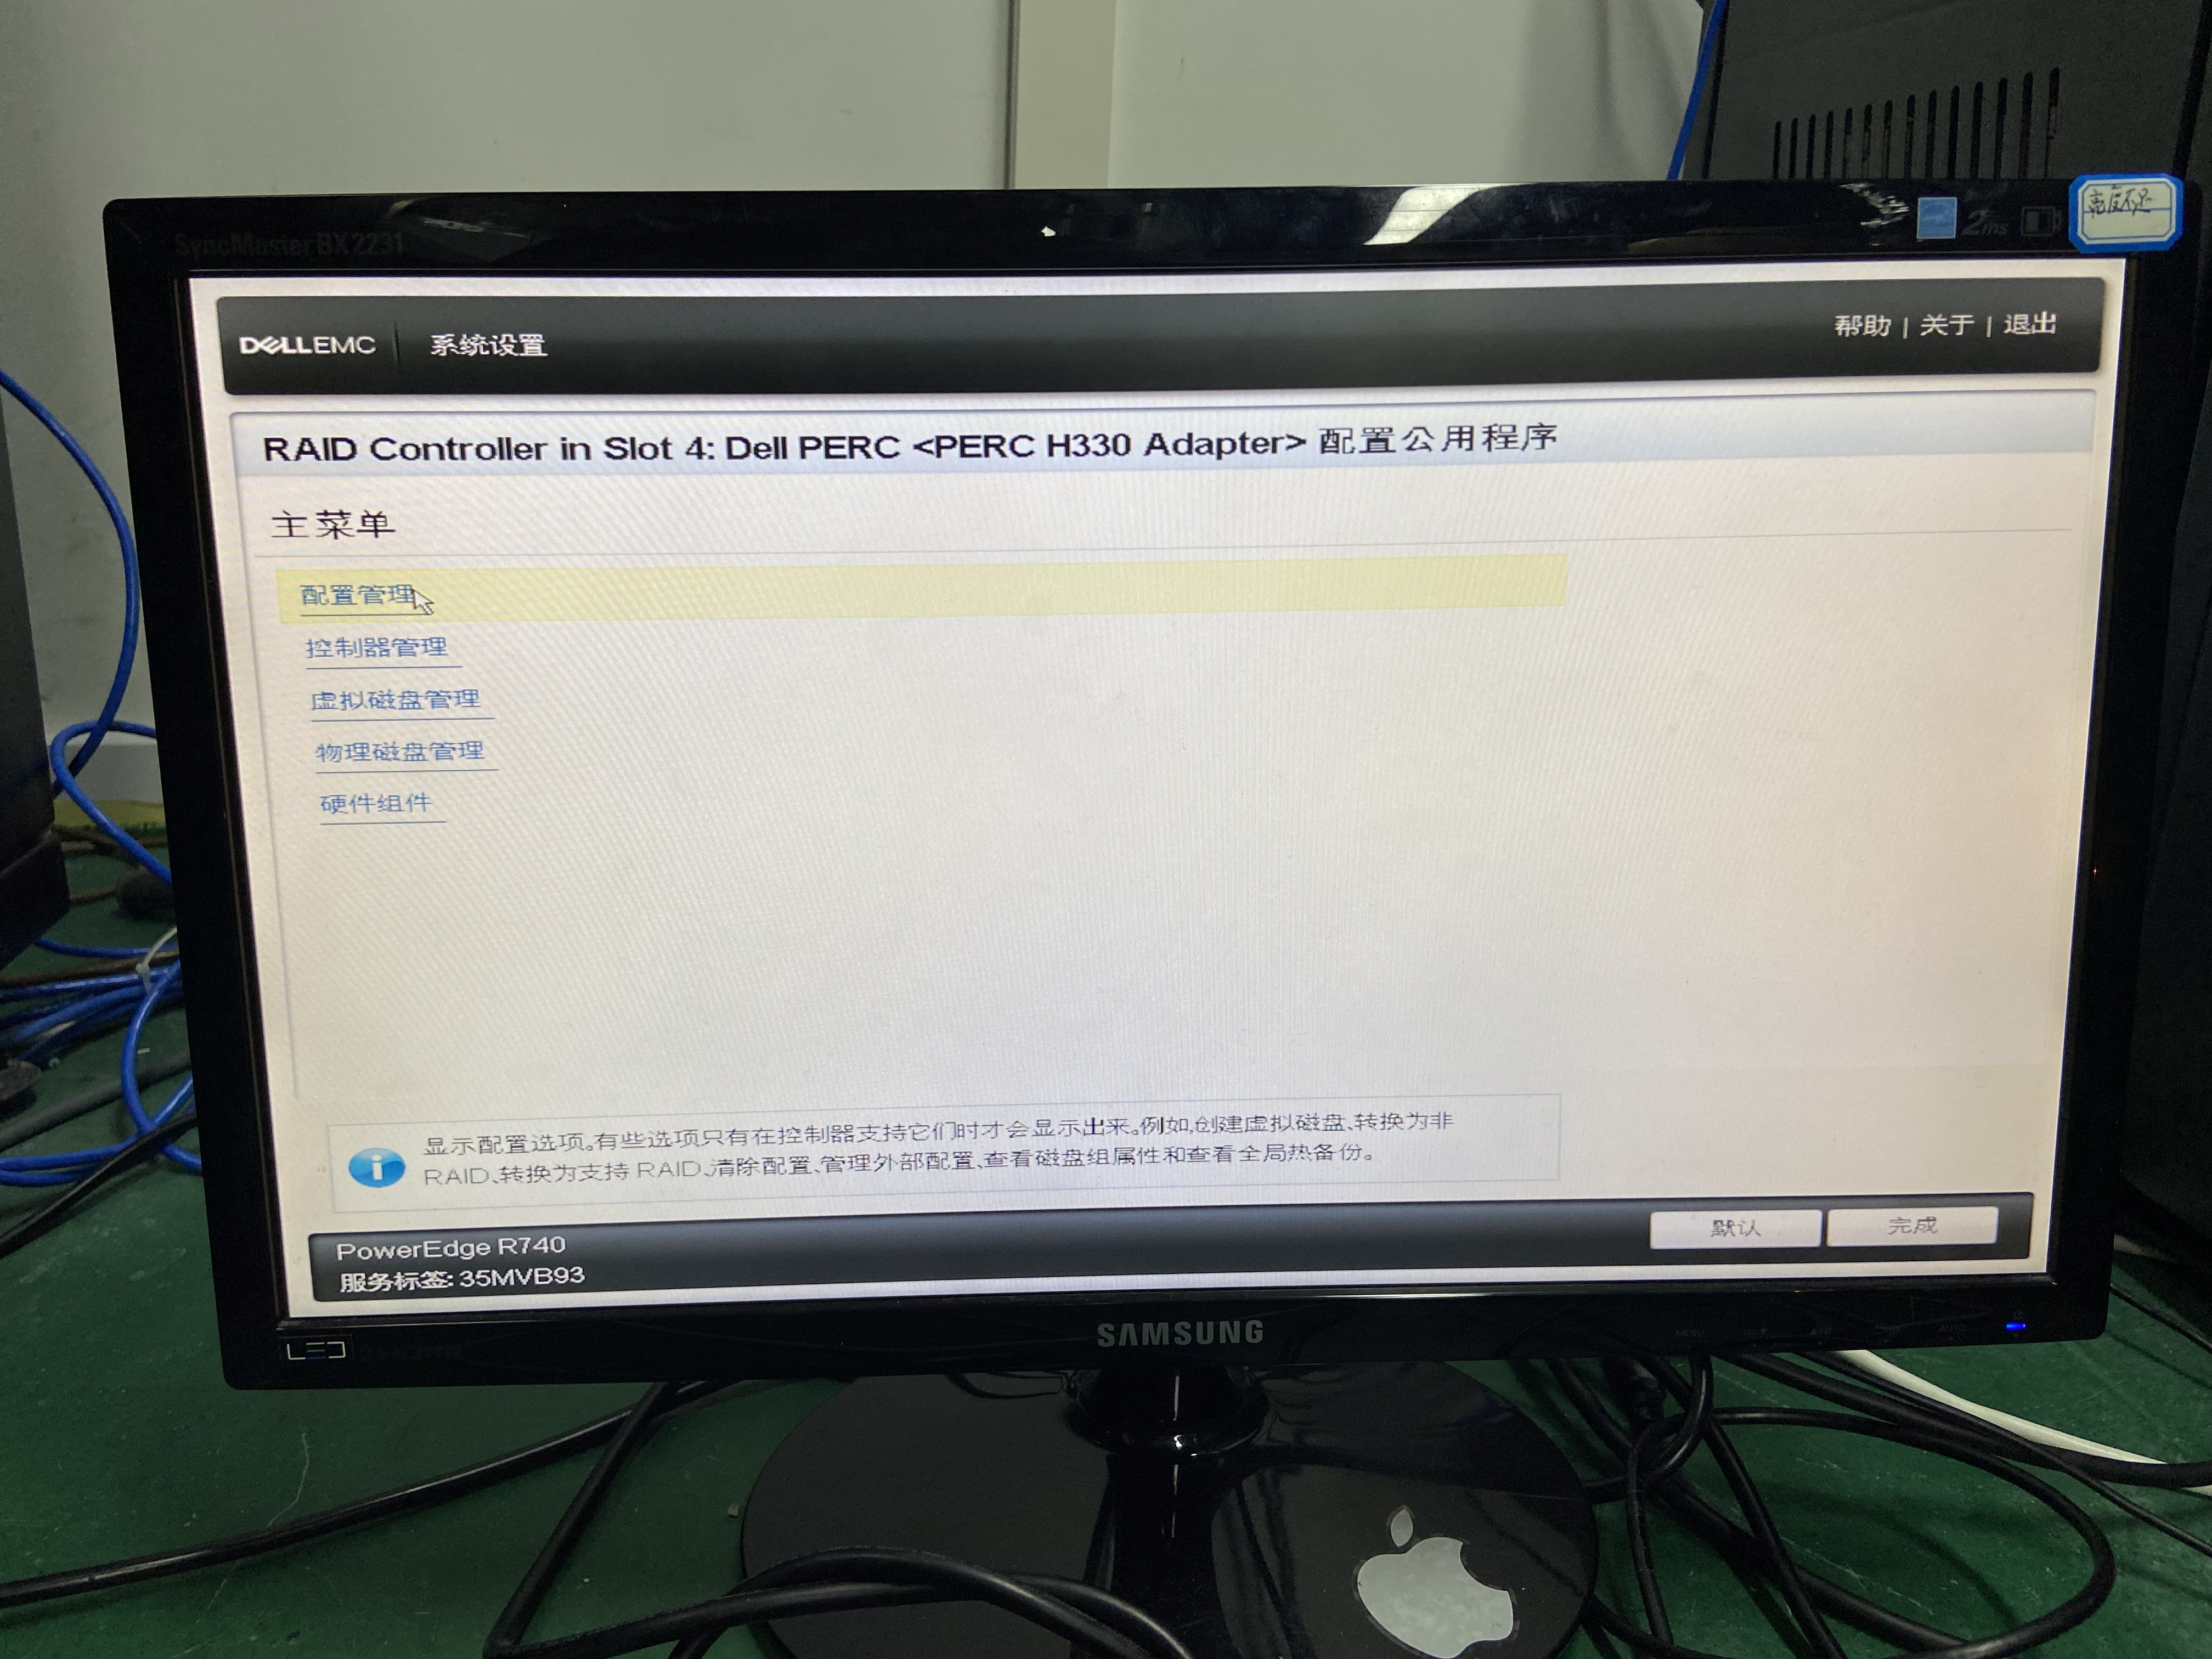 SyncMaster BX2231
2ms
亮度不足
DELLEMC 系统设置
帮助 | 关于 | 退出
RAID Controller in Slot 4: Dell PERC <PERC H330 Adapter> 配置公用程序
主菜单
配置管理
控制器管理
虚拟磁盘管理
物理磁盘管理
硬件组件
显示配置选项。有些选项只有在控制器支持它们时才会显示出来。例如,创建虚拟磁盘、转换为非
RAID、转换为支持 RAID、清除配置、管理外部配置、查看磁盘组属性和查看全局热备份。
PowerEdge R740
服务标签: 35MVB93
默认
完成
LED
SAMSUNG
MENU
AUTO